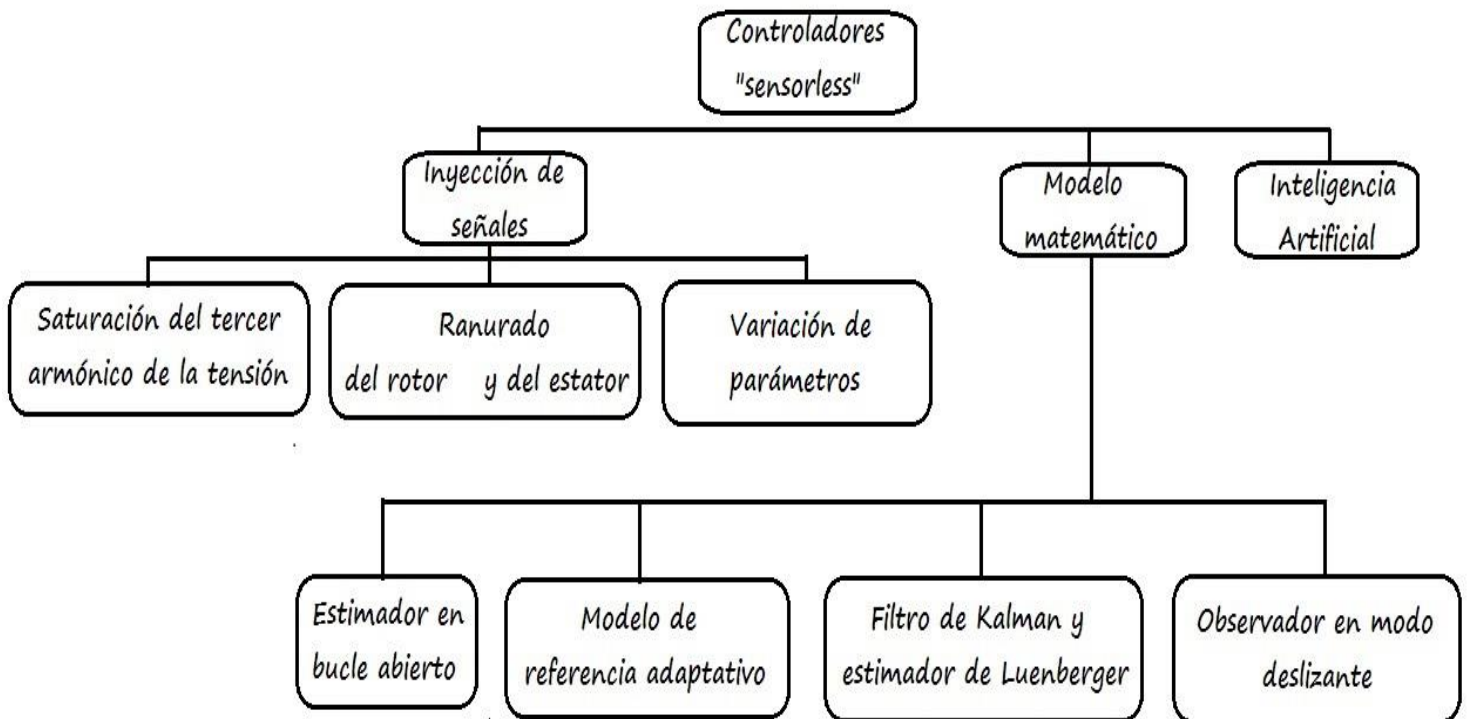 Controladores
"sensorless"
Inyección de
señales
Modelo
matemático
Inteligencia
Artificial
Saturación del tercer
armónico de la tensión
Ranurado
del rotor y del estator
Variación de
parámetros
Estimador en
bucle abierto
Modelo de
referencia adaptativo
Filtro de Kalman y
estimador de Luenberger
Observador en modo
deslizante